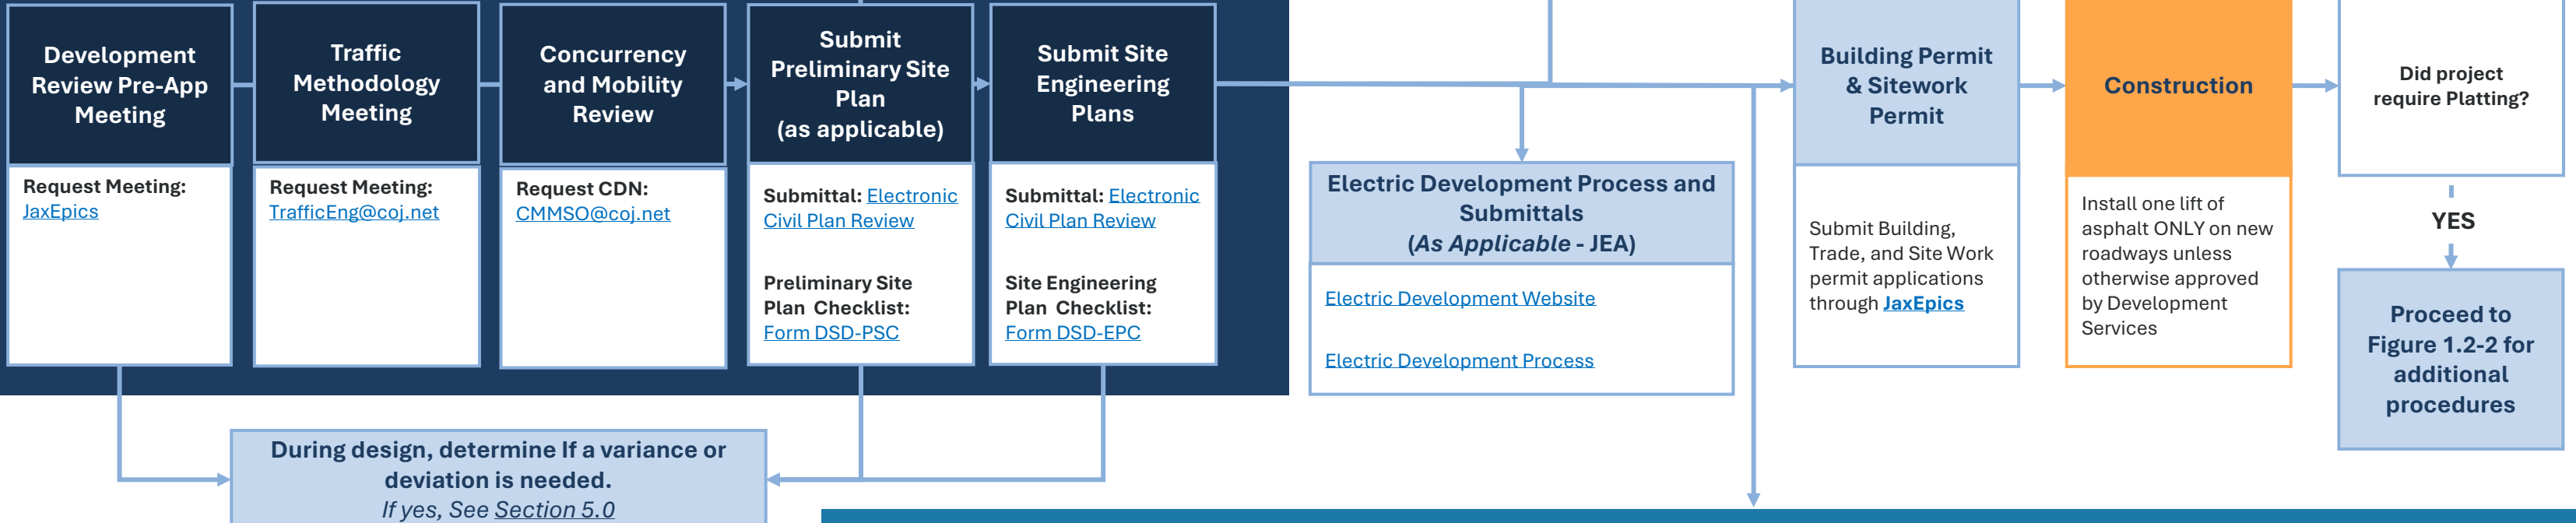 Development
Review Pre-App
Meeting
Request Meeting:
JaxEpics
Traffic
Methodology
Meeting
Request Meeting:
TrafficEng@coj.net
Concurrency
and Mobility
Review
Request CDN:
CMMSO@coj.net
Submit
Preliminary Site
Plan
(as applicable)
Submittal: Electronic
Civil Plan Review
Preliminary Site
Plan Checklist:
Form DSD-PSC
Submit Site
Engineering
Plans
Submittal: Electronic
Civil Plan Review
Site Engineering
Plan Checklist:
Form DSD-EPC
During design, determine If a variance or
deviation is needed.
If yes, See Section 5.0
Electric Development Process and
Submittals
(As Applicable - JEA)
Electric Development Website
Electric Development Process
Building Permit
& Sitework
Permit
Submit Building,
Trade, and Site Work
permit applications
through JaxEpics
Construction
Install one lift of
asphalt ONLY on new
roadways unless
otherwise approved
by Development
Services
Did project
require Platting?
YES
Proceed to
Figure 1.2-2 for
additional
procedures